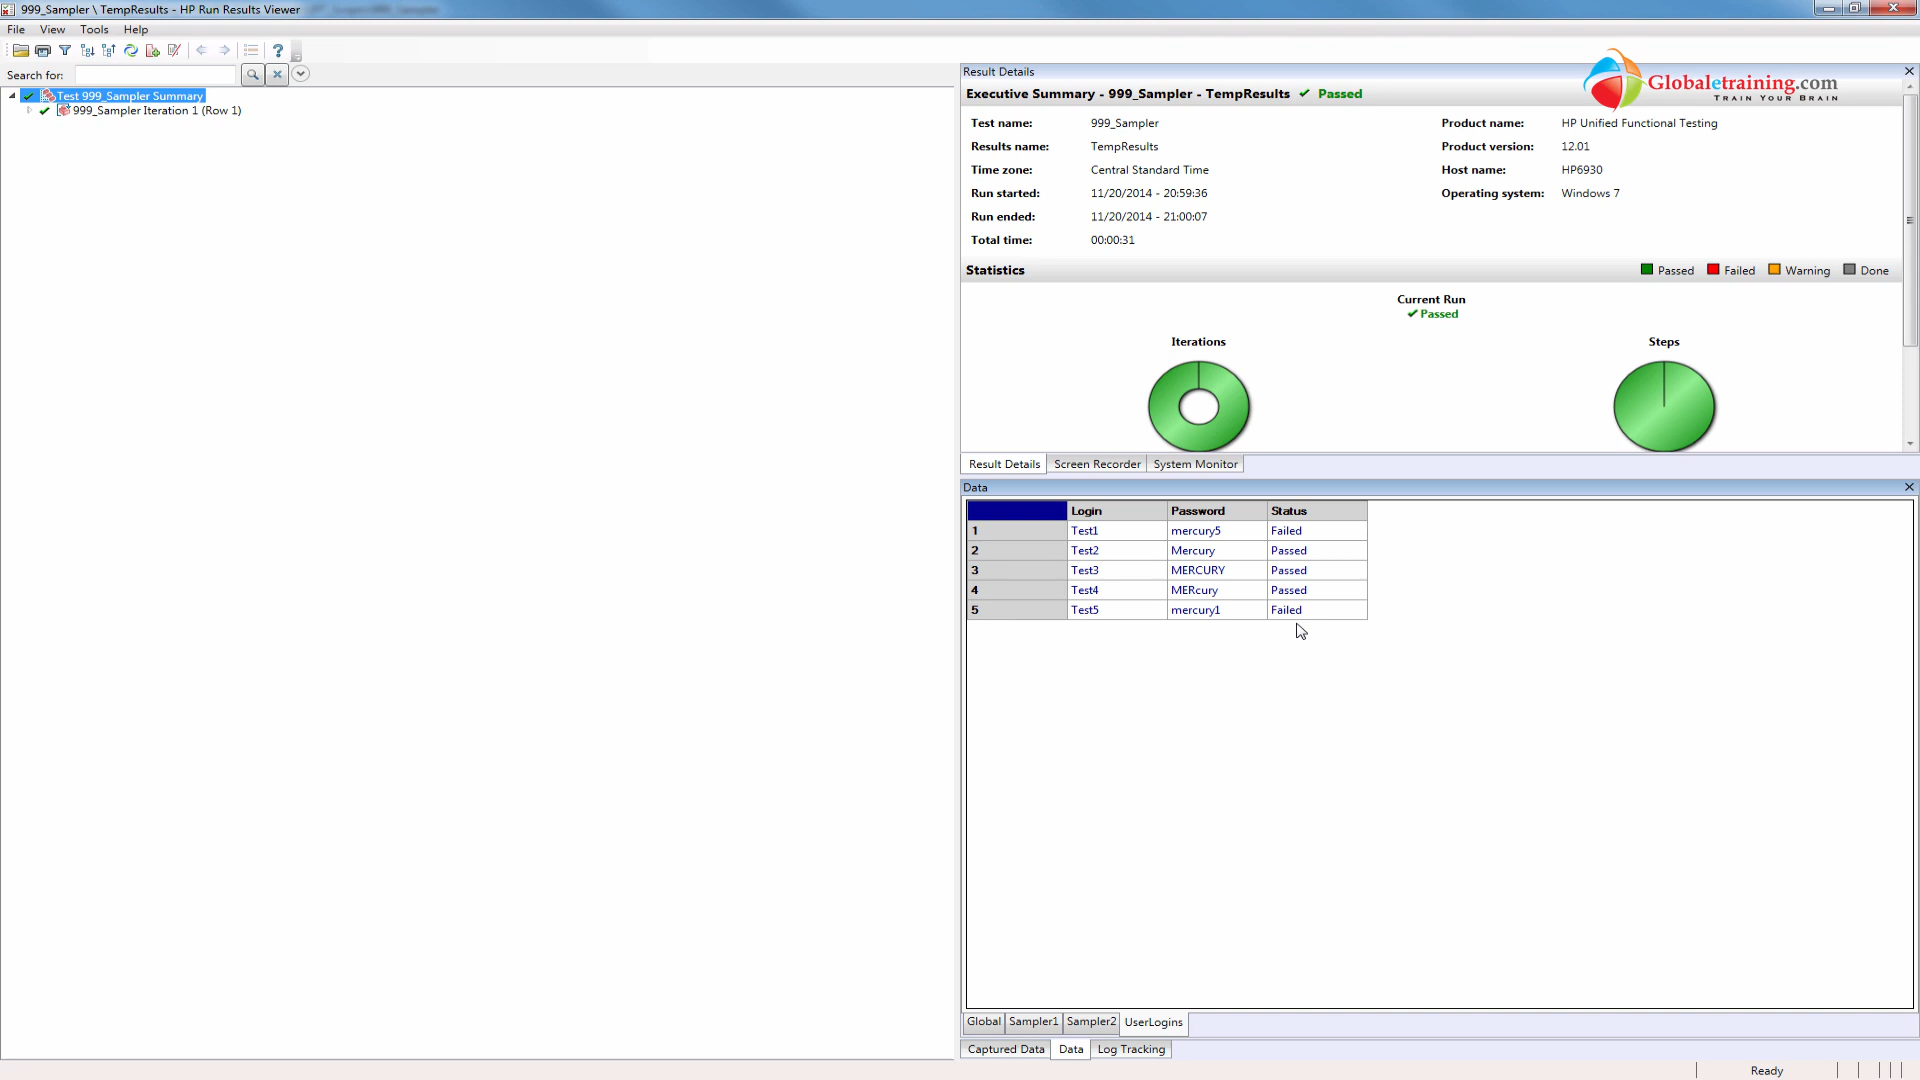 999_Sampler \ TempResults - HP Run Results Viewer
File View Tools Help
Search for:
Test 999_Sampler Summary
999_Sampler Iteration 1 (Row 1)
Result Details
Globaletraining.com
TRAIN YOUR BRAIN
Executive Summary - 999_Sampler - TempResults Passed
Test name: 999_Sampler Product name: HP Unified Functional Testing
Results name: TempResults Product version: 12.01
Time zone: Central Standard Time Host name: HP6930
Run started: 11/20/2014 - 20:59:36 Operating system: Windows 7
Run ended: 11/20/2014 - 21:00:07
Total time: 00:00:31
Statistics Passed Failed Warning Done
Current Run
Passed
Iterations Steps
Result Details Screen Recorder System Monitor
Data
Login Password Status
1 Test1 mercury5 Failed
2 Test2 Mercury Passed
3 Test3 MERCURY Passed
4 Test4 MERcury Passed
5 Test5 mercury1 Failed
Global Sampler1 Sampler2 UserLogins
Captured Data Data Log Tracking
Ready